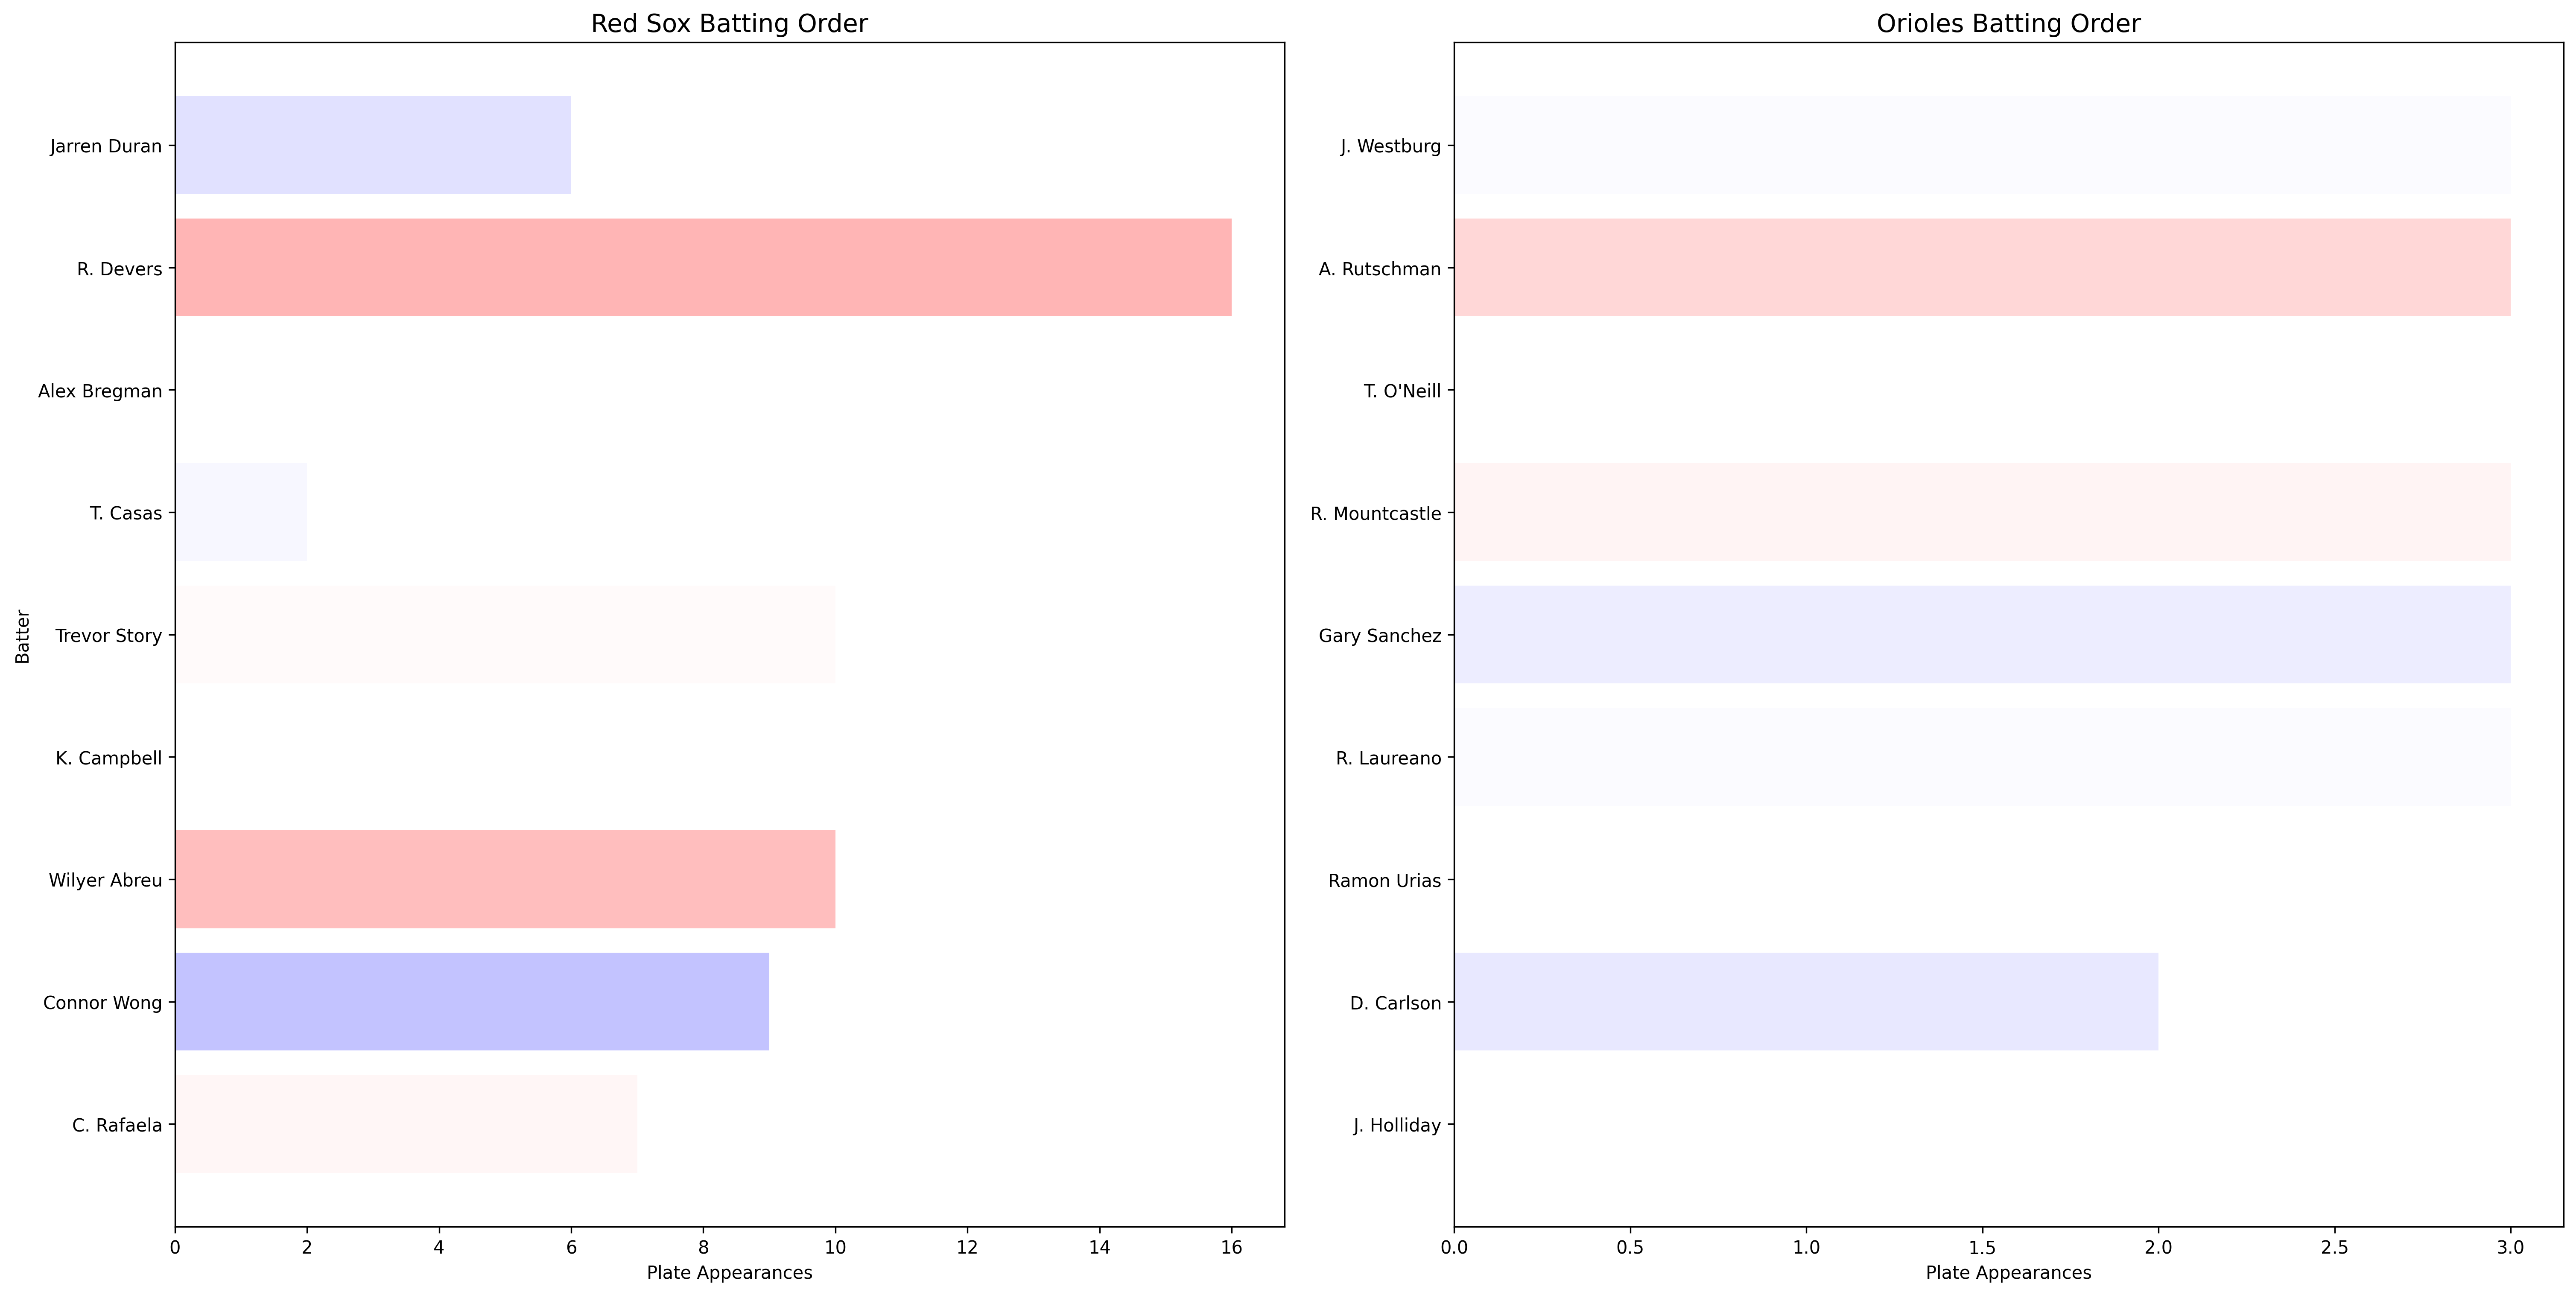 Red Sox Batting Order
Batter
Jarren Duran
R. Devers
Alex Bregman
T. Casas
Trevor Story
K. Campbell
Wilyer Abreu
Connor Wong
C. Rafaela
0 2 4 6 8 10 12 14 16
Plate Appearances
Orioles Batting Order
J. Westburg
A. Rutschman
T. O'Neill
R. Mountcastle
Gary Sanchez
R. Laureano
Ramon Urias
D. Carlson
J. Holliday
0.0 0.5 1.0 1.5 2.0 2.5 3.0
Plate Appearances